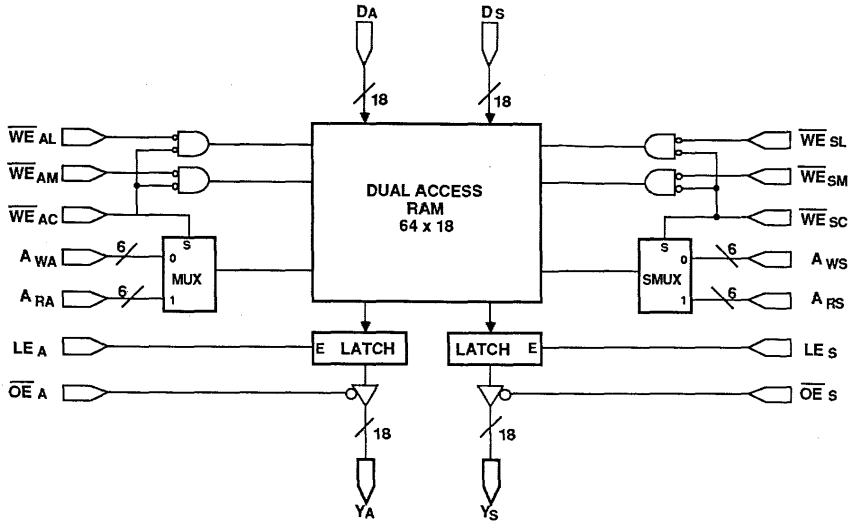 DA DS
18 18
WE AL WE SL
WE AM WE SM
WE AC WE SC
DUAL ACCESS
RAM
64 x 18
S S
A WA 6 0 MUX 0 6 A WS
A RA 6 1 SMUX 1 6 A RS
LE A E LATCH LATCH E LE S
OE A OE S
18 18
YA YS